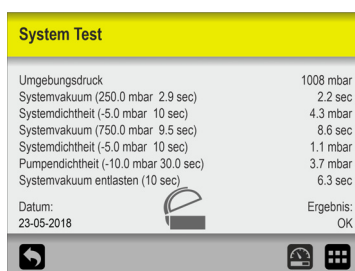 System Test
Umgebungsdruck 1008 mbar
Systemvakuum (250.0 mbar 2.9 sec) 2.2 sec
Systemdichtheit (-5.0 mbar 10 sec) 4.3 mbar
Systemvakuum (750.0 mbar 9.5 sec) 8.6 sec
Systemdichtheit (-5.0 mbar 10 sec) 1.1 mbar
Pumpendichtheit (-10.0 mbar 30.0 sec) 3.7 mbar
Systemvakuum entlasten (10 sec) 6.3 sec
Datum: Ergebnis:
23-05-2018 OK